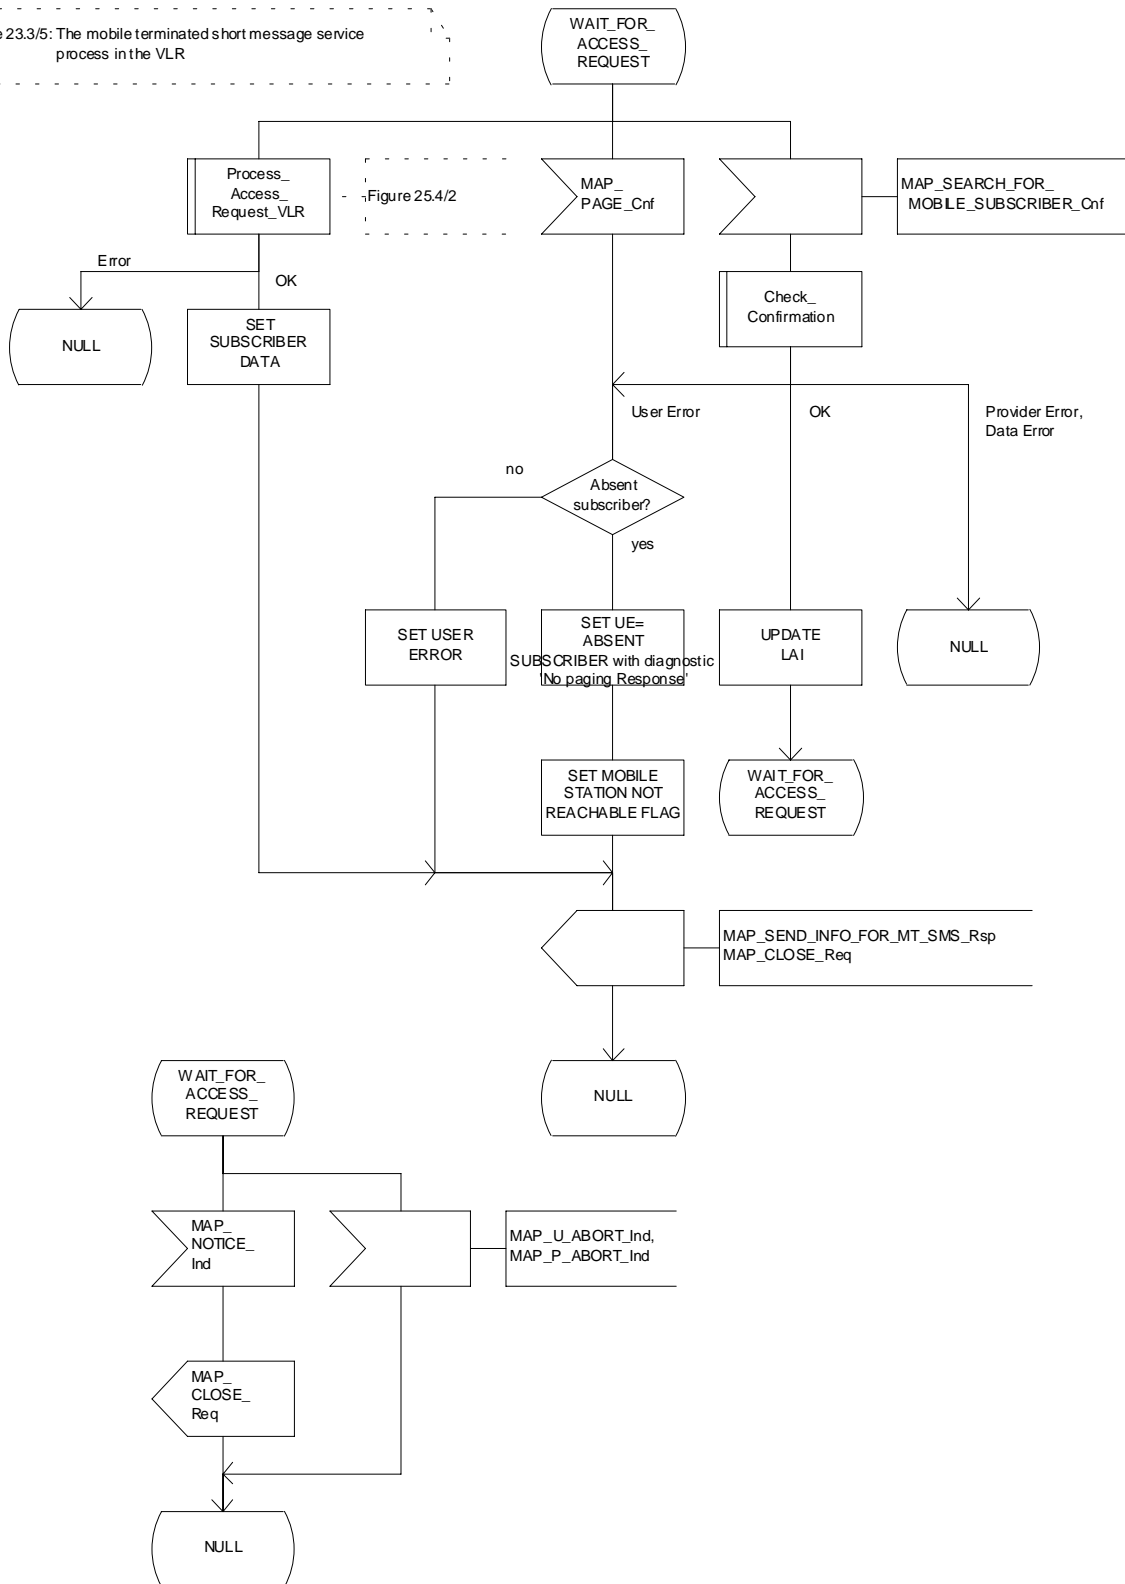 e 23.3/5: The mobile terminated short message service
process in the VLR
WAIT_FOR_
ACCESS_
REQUEST
Process_
Access_
Request_VLR
Figure 25.4/2
MAP_
PAGE_Cnf
MAP_SEARCH_FOR_
MOBILE_SUBSCRIBER_Cnf
Error
OK
Check_
Confirmation
NULL
SET
SUBSCRIBER
DATA
User Error
OK
Provider Error,
Data Error
no
Absent
subscriber?
yes
SET USER
ERROR
SET UE=
ABSENT
SUBSCRIBER with diagnostic
'No paging Response'
UPDATE
LAI
NULL
SET MOBILE
STATION NOT
REACHABLE FLAG
WAIT_FOR_
ACCESS_
REQUEST
MAP_SEND_INFO_FOR_MT_SMS_Rsp
MAP_CLOSE_Req
NULL
WAIT_FOR_
ACCESS_
REQUEST
MAP_
NOTICE_
Ind
MAP_U_ABORT_Ind,
MAP_P_ABORT_Ind
MAP_
CLOSE_
Req
NULL